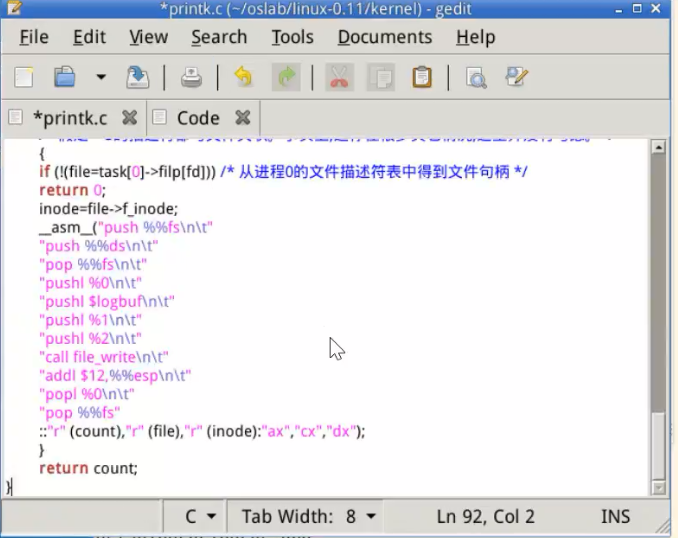 *printk.c (~/oslab/linux-0.11/kernel) - gedit
File Edit View Search Tools Documents Help
*printk.c Code
{
if (!(file=task[0]->filp[fd])) /* 从进程0的文件描述符表中得到文件句柄 */
return 0;
inode=file->f_inode;
__asm__("push %%fs\n\t"
"push %%ds\n\t"
"pop %%fs\n\t"
"pushl %0\n\t"
"pushl $logbuf\n\t"
"pushl %1\n\t"
"pushl %2\n\t"
"call file_write\n\t"
"addl $12,%%esp\n\t"
"popl %0\n\t"
"pop %%fs"
::"r" (count),"r" (file),"r" (inode):"ax","cx","dx");
}
return count;
}
C Tab Width: 8 Ln 92, Col 2 INS